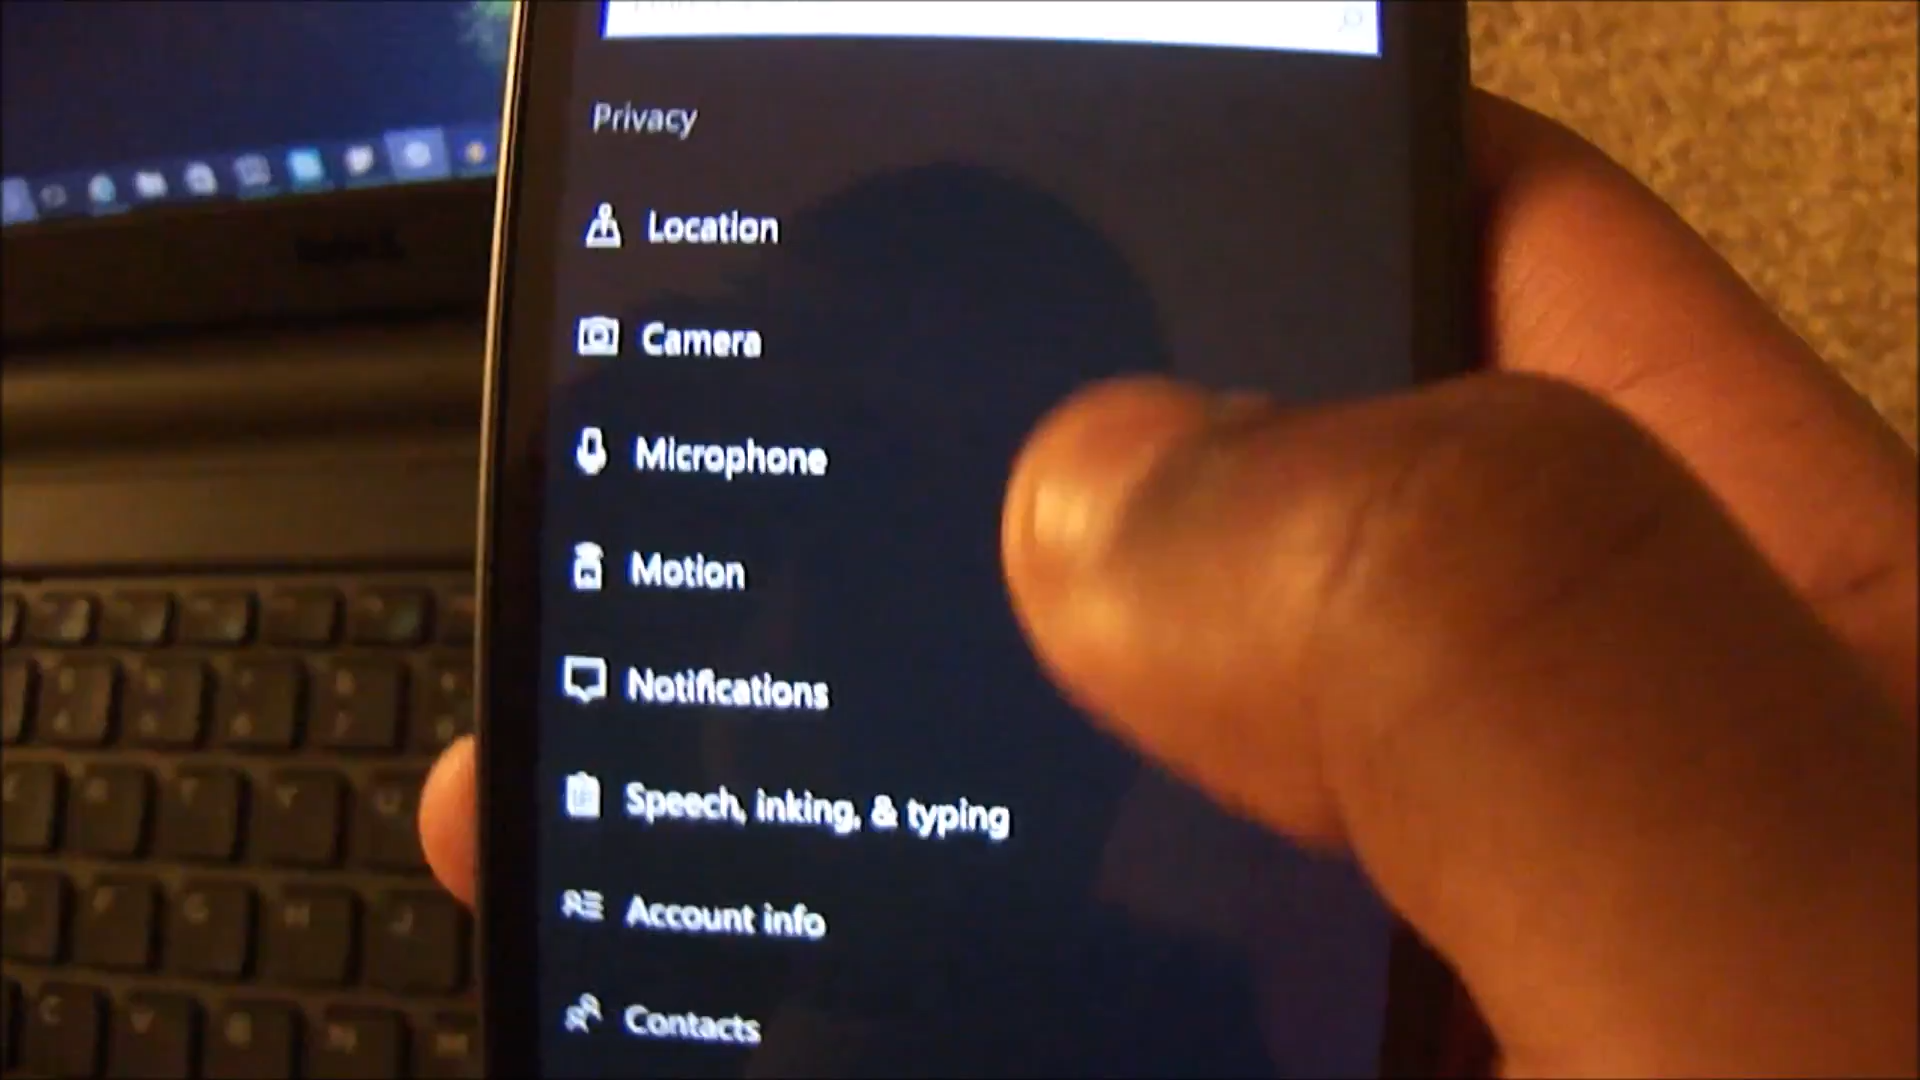 Privacy
Location
Camera
Microphone
Motion
Notifications
Speech, inking, & typing
Account info
Contacts